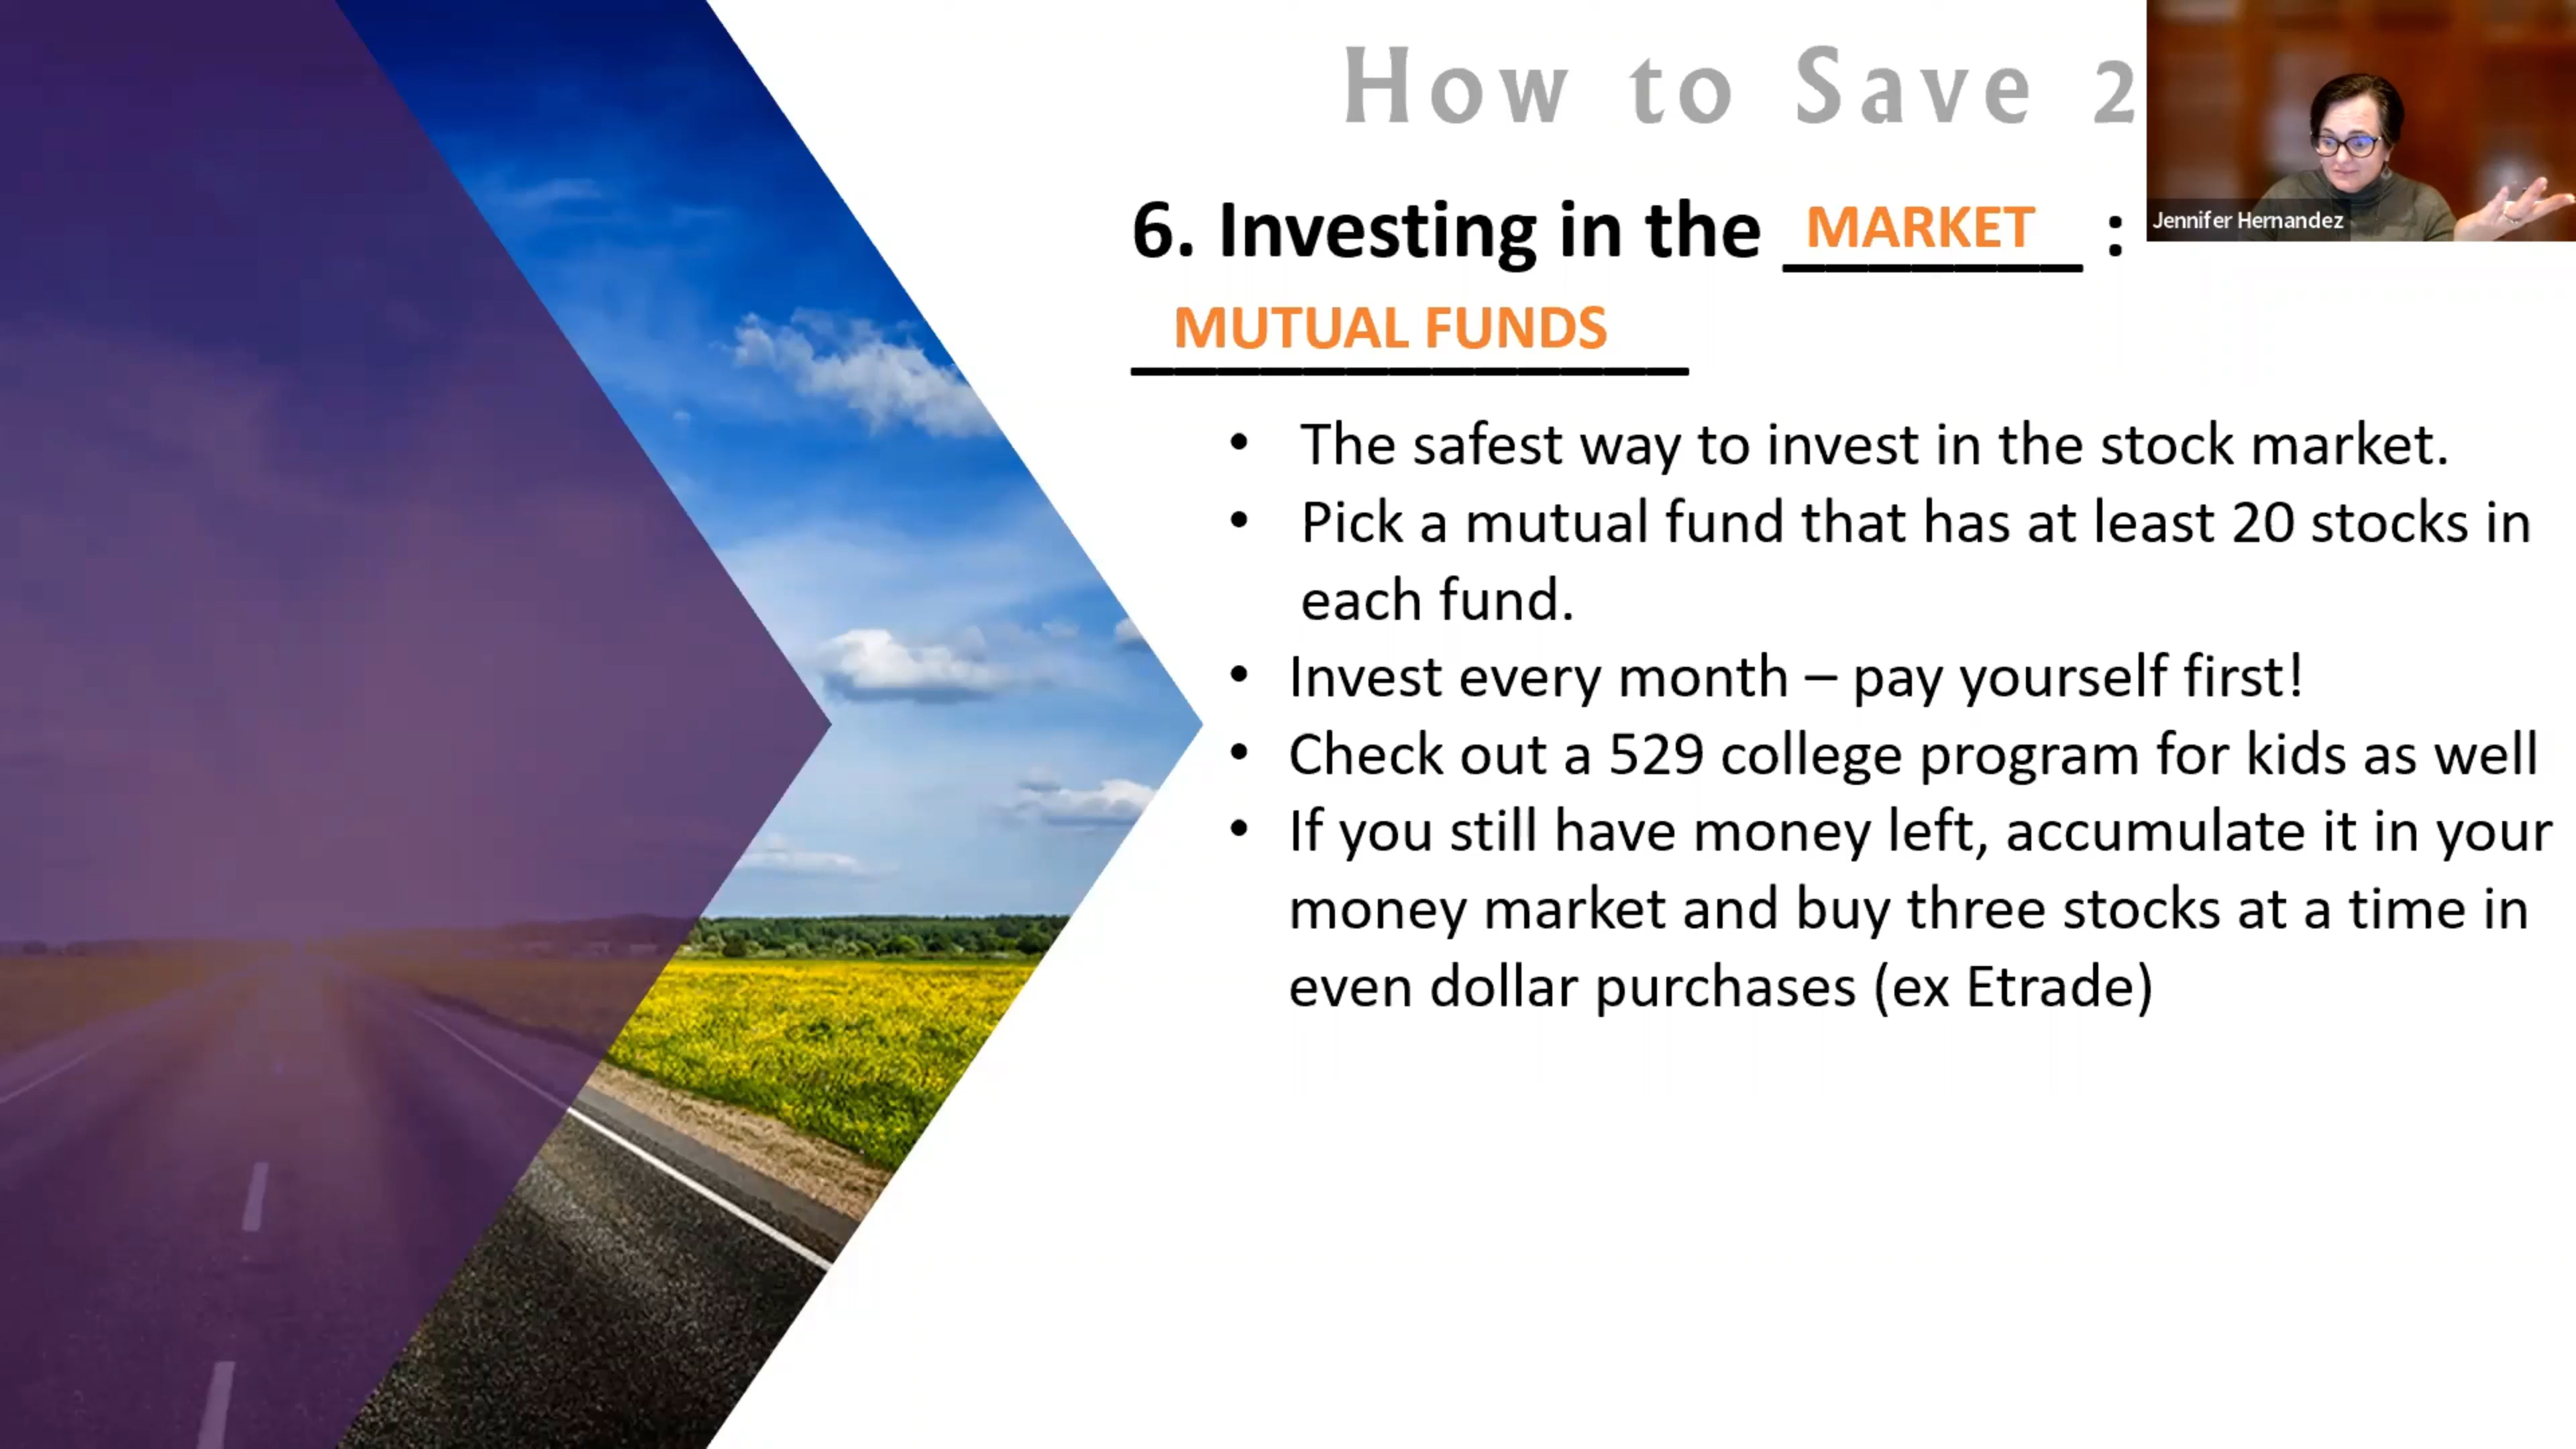 How to Save 2
Jennifer Hernandez
6. Investing in the MARKET :
MUTUAL FUNDS
• The safest way to invest in the stock market.
• Pick a mutual fund that has at least 20 stocks in
each fund.
• Invest every month – pay yourself first!
• Check out a 529 college program for kids as well
• If you still have money left, accumulate it in your
money market and buy three stocks at a time in
even dollar purchases (ex Etrade)